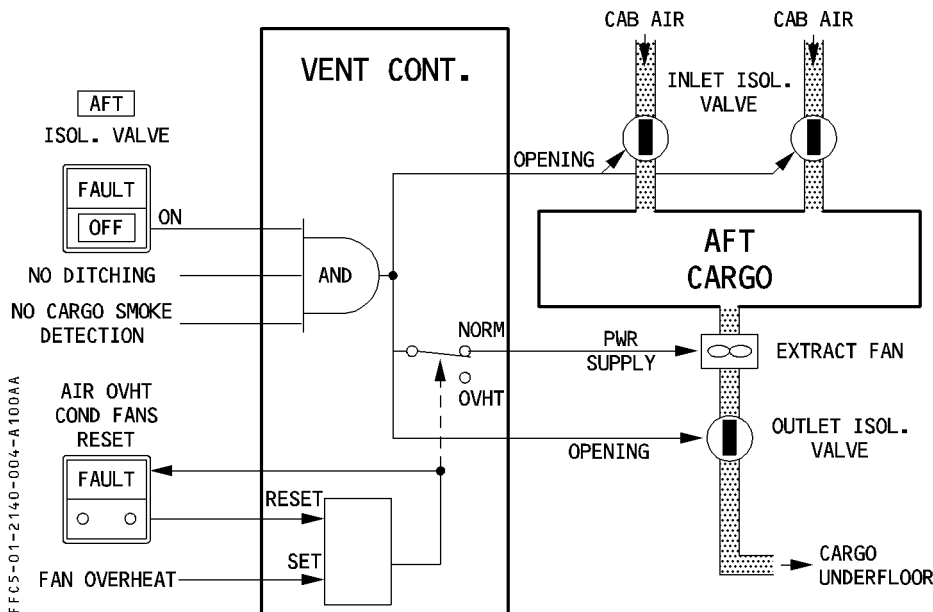 CAB AIR
CAB AIR
VENT CONT.
INLET ISOL.
VALVE
AFT
ISOL. VALVE
OPENING
FAULT
OFF
ON
AFT
CARGO
NO DITCHING
AND
NO CARGO SMOKE
DETECTION
NORM
PWR
SUPPLY
EXTRACT FAN
OVHT
AIR OVHT
COND FANS
RESET
OUTLET ISOL.
VALVE
OPENING
FAULT
RESET
SET
FAN OVERHEAT
CARGO
UNDERFLOOR
FFC5-01-2140-004-A100AA